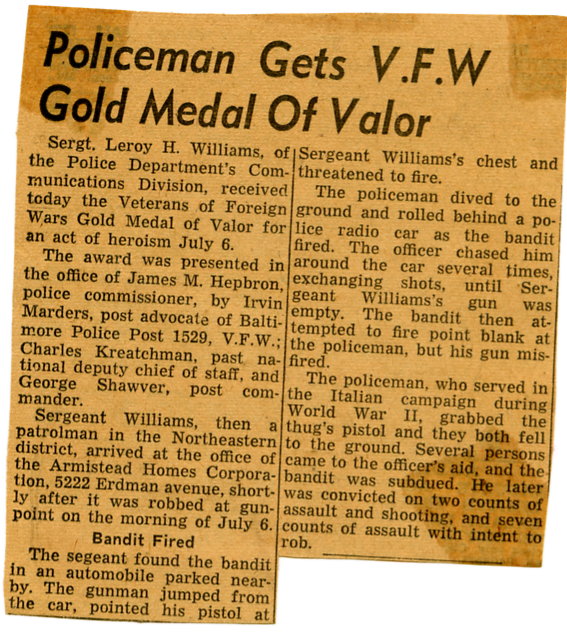 Policeman Gets V.F.W
Gold Medal Of Valor
Sergt. Leroy H. Williams, of
the Police Department's Com-
munications Division, received
today the Veterans of Foreign
Wars Gold Medal of Valor for
an act of heroism July 6.
The award was presented in
the office of James M. Hepbron,
police commissioner, by Irvin
Marders, post advocate of Balti-
more Police Post 1529, V.F.W.;
Charles Kreatchman, past na-
tional deputy chief of staff, and
George Shawver, post com-
mander.
Sergeant Williams, then a
patrolman in the Northeastern
district, arrived at the office of
the Armistead Homes Corpora-
tion, 5222 Erdman avenue, short-
ly after it was robbed at gun-
point on the morning of July 6.
Bandit Fired
The segeant found the bandit
in an automobile parked near-
by. The gunman jumped from
the car, pointed his pistol at
Sergeant Williams's chest and
threatened to fire.
The policeman dived to the
ground and rolled behind a po-
lice radio car as the bandit
fired. The officer chased him
around the car several times,
exchanging shots, until Ser-
geant Williams's gun was
empty. The bandit then at-
tempted to fire point blank at
the policeman, but his gun mis-
fired.
The policeman, who served in
the Italian campaign during
World War II, grabbed the
thug's pistol and they both fell
to the ground. Several persons
came to the officer's aid, and the
bandit was subdued. He later
was convicted on two counts of
assault and shooting, and seven
counts of assault with intent to
rob.